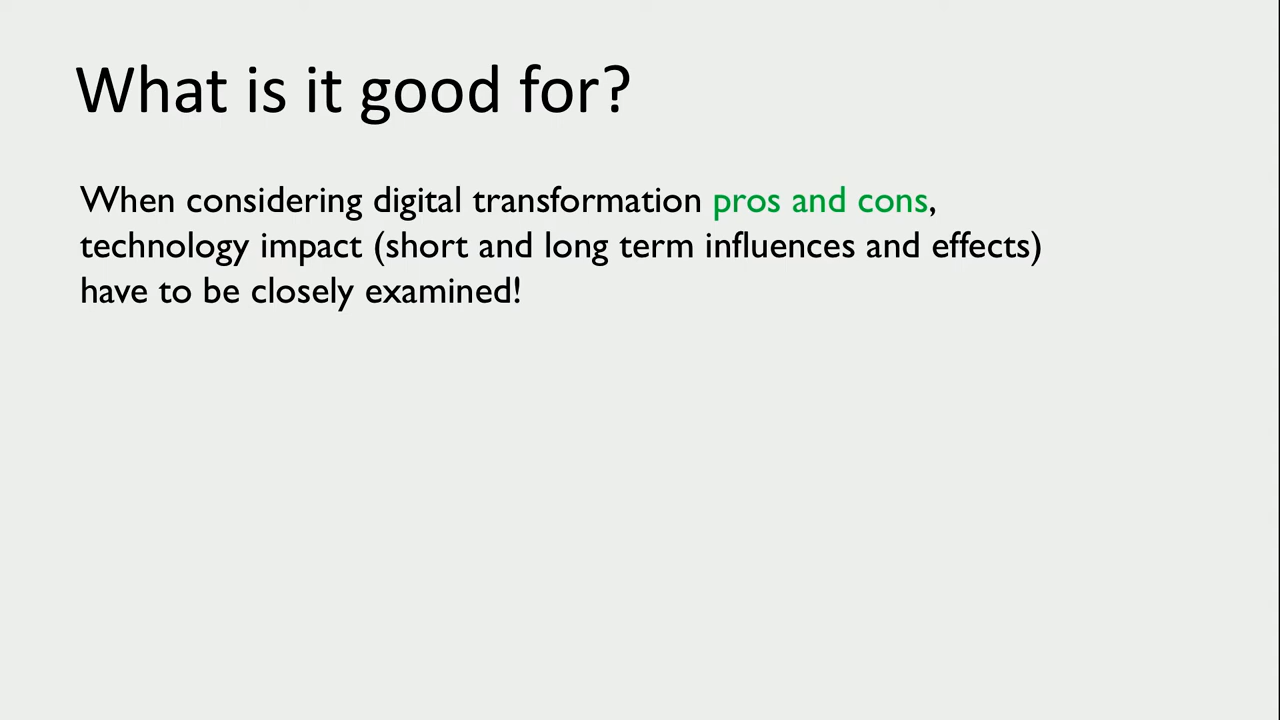 What is it good for?
When considering digital transformation pros and cons,
technology impact (short and long term influences and effects)
have to be closely examined!